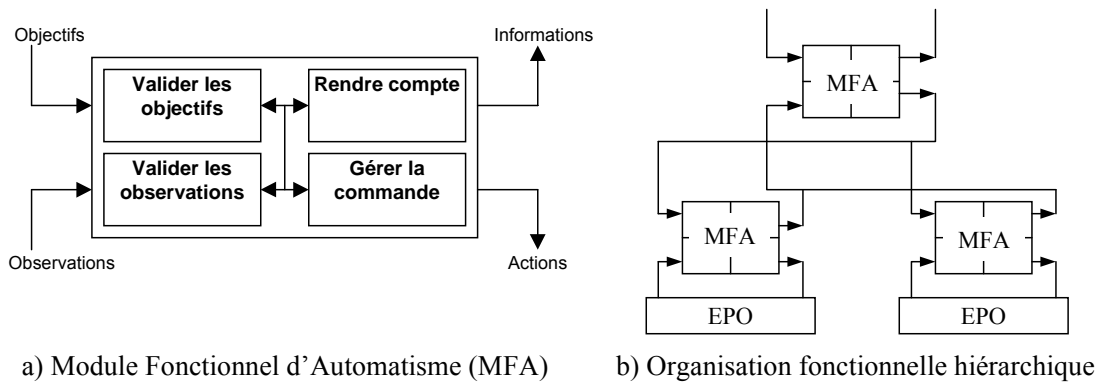 Objectifs
Informations
Valider les
objectifs
Rendre compte
Valider les
observations
Gérer la
commande
Observations
Actions
MFA
MFA
MFA
EPO
EPO
a) Module Fonctionnel d'Automatisme (MFA)
b) Organisation fonctionnelle hiérarchique